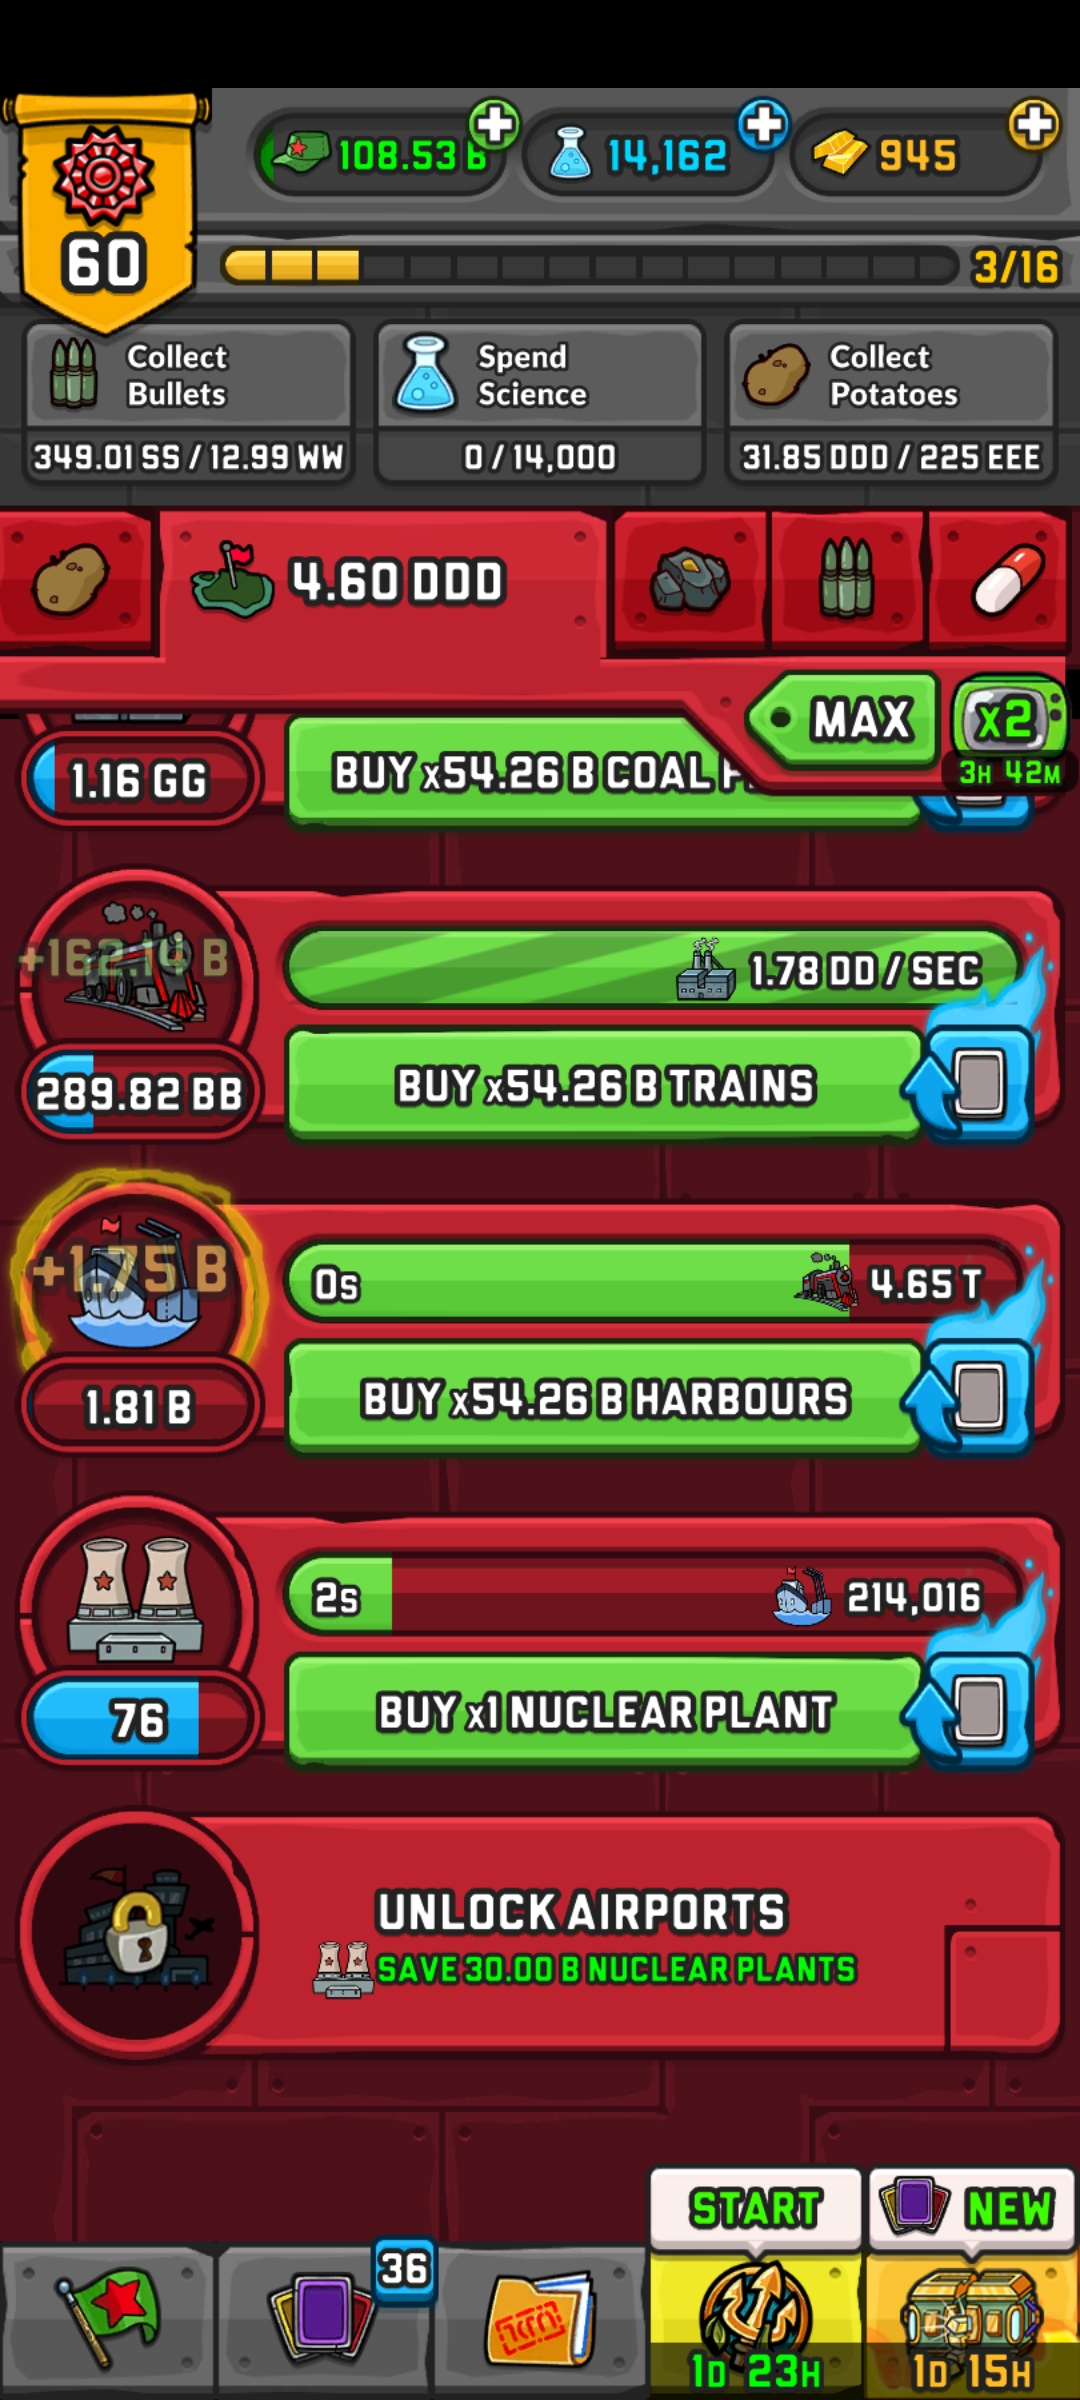 60
108.53 B
14,162
945
3/16
Collect
Bullets
349.01 SS / 12.99 WW
Spend
Science
0 / 14,000
Collect
Potatoes
31.85 DDD / 225 EEE
4.60 DDD
MAX
x2
3H 42M
1.16 GG
BUY x54.26 B COAL
+162.14 B
1.78 DD / SEC
289.82 BB
BUY x54.26 B TRAINS
+1.75 B
0s
4.65 T
1.81 B
BUY x54.26 B HARBOURS
2s
214,016
76
BUY x1 NUCLEAR PLANT
UNLOCK AIRPORTS
SAVE 30.00 B NUCLEAR PLANTS
START
NEW
36
1D 23H
1D 15H